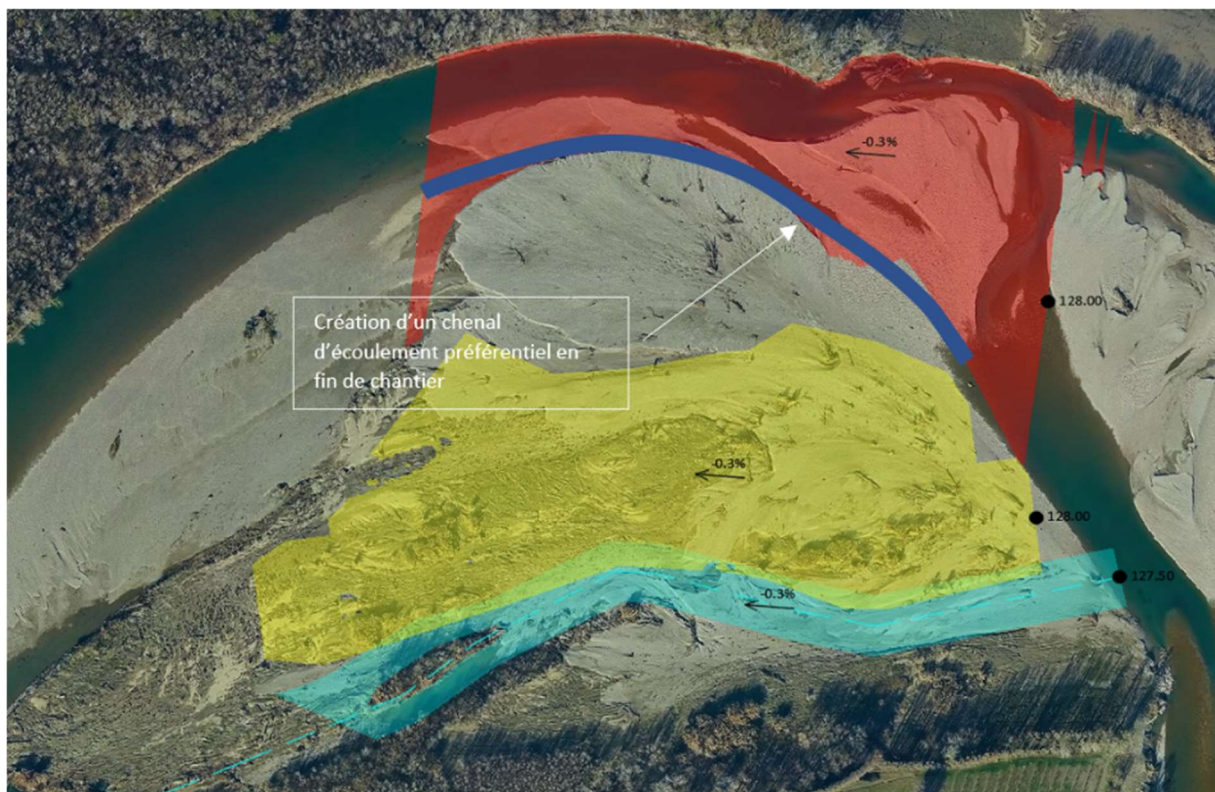 -0.3%
128.00
Création d’un chenal
d’écoulement préférentiel en
fin de chantier
-0.3%
128.00
127.50
-0.3%